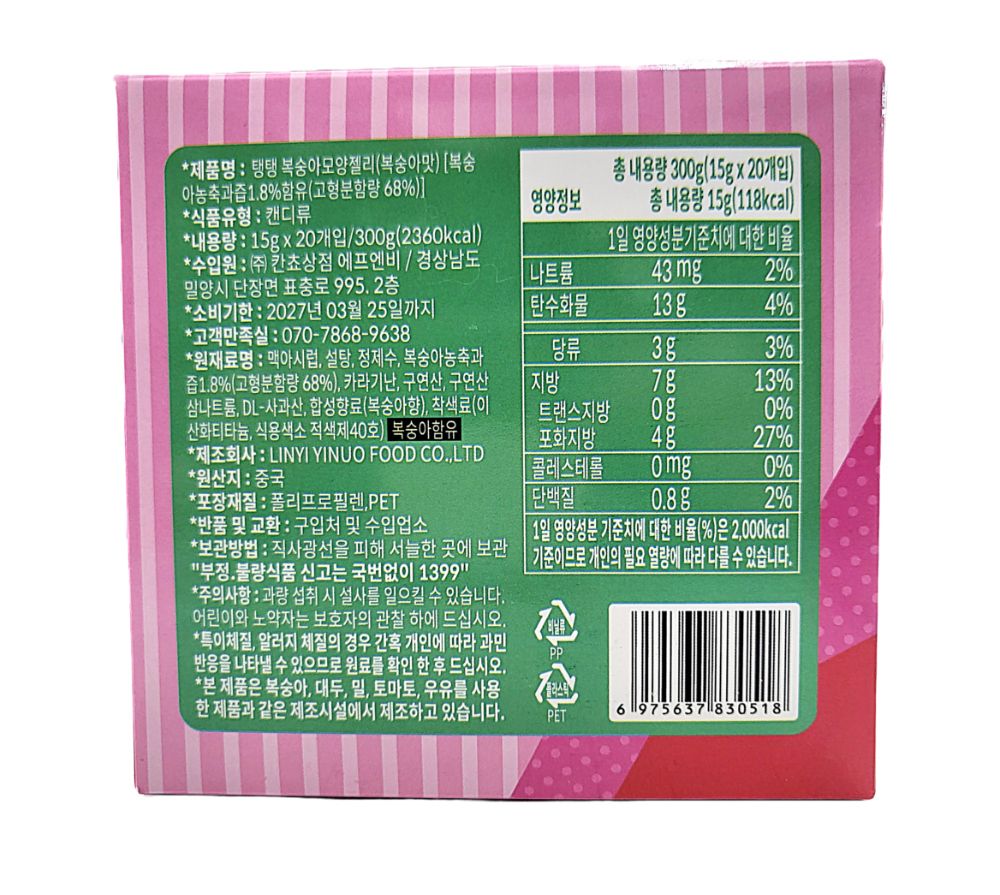 *제품명 : 탱탱 복숭아모양젤리(복숭아맛) [복숭
아농축과즙1.8%함유(고형분함량 68%)]
*식품유형 : 캔디류
*내용량 : 15g x 20개입/300g(2360kcal)
*수입원 : ㈜ 칸쵸상점 에프엔비 / 경상남도
밀양시 단장면 표충로 995. 2층
*소비기한 : 2027년 03월 25일까지
*고객만족실 : 070-7868-9638
*원재료명 : 맥아시럽, 설탕, 정제수, 복숭아농축과
즙1.8%(고형분함량 68%), 카라기난, 구연산, 구연산
삼나트륨, DL-사과산, 합성향료(복숭아향), 착색료(이
산화티타늄, 식용색소 적색제40호) 복숭아함유
*제조회사 : LINYI YINUO FOOD CO.,LTD
*원산지 : 중국
*포장재질 : 폴리프로필렌,PET
*반품 및 교환 : 구입처 및 수입업소
*보관방법 : 직사광선을 피해 서늘한 곳에 보관
"부정.불량식품 신고는 국번없이 1399"
*주의사항 : 과량 섭취 시 설사를 일으킬 수 있습니다.
어린이와 노약자는 보호자의 관찰 하에 드십시오.
*특이체질, 알러지 체질의 경우 간혹 개인에 따라 과민
반응을 나타낼 수 있으므로 원료를 확인 한 후 드십시오.
*본 제품은 복숭아, 대두, 밀, 토마토, 우유를 사용
한 제품과 같은 제조시설에서 제조하고 있습니다.
총 내용량 300g(15g x 20개입)
영양정보 총 내용량 15g(118kcal)
1일 영양성분기준치에 대한 비율
나트륨 43 mg 2%
탄수화물 13 g 4%
당류 3 g 3%
지방 7 g 13%
트랜스지방 0 g 0%
포화지방 4 g 27%
콜레스테롤 0 mg 0%
단백질 0.8 g 2%
1일 영양성분 기준치에 대한 비율(%)은 2,000kcal
기준이므로 개인의 필요 열량에 따라 다를 수 있습니다.
비닐류
PP
플라스틱
PET
6 975637 830518